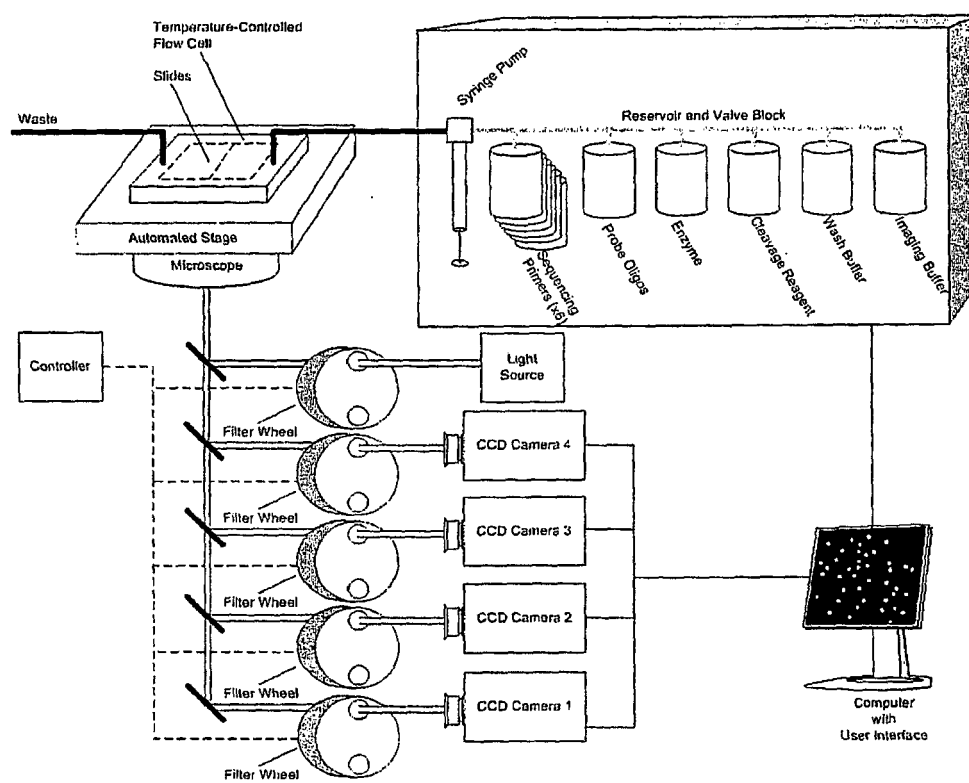 Temperature-Controlled
Flow Cell
Slides
Waste
Syringe Pump
Reservoir and Valve Block
Sequencing
Primers (x6)
Probe Oligos
Enzyme
Cleavage Reagent
Wash Buffer
Imaging Buffer
Automated Stage
Microscope
Controller
Light
Source
Filter Wheel
CCD Camera 4
Filter Wheel
CCD Camera 3
Filter Wheel
CCD Camera 2
Filter Wheel
CCD Camera 1
Filter Wheel
Computer
with
User Interface